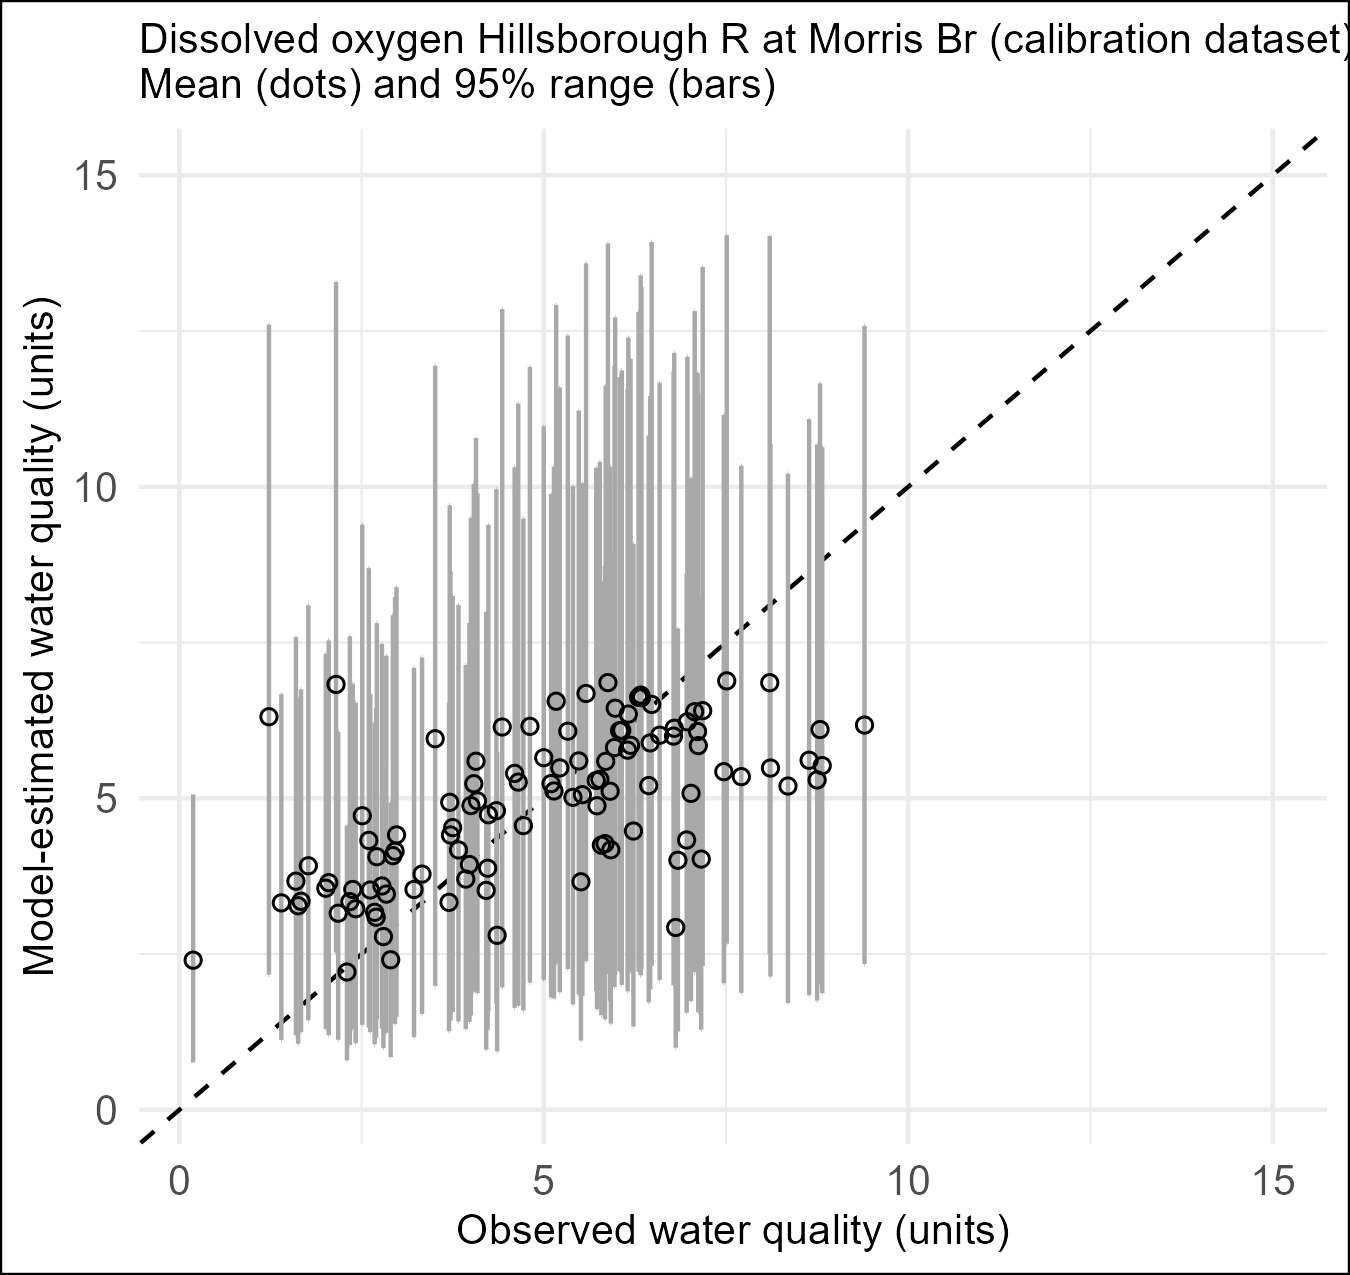 Dissolved oxygen Hillsborough R at Morris Br (calibration dataset)
Mean (dots) and 95% range (bars)
Model-estimated water quality (units)
15
10
5
0
0
5
10
15
Observed water quality (units)